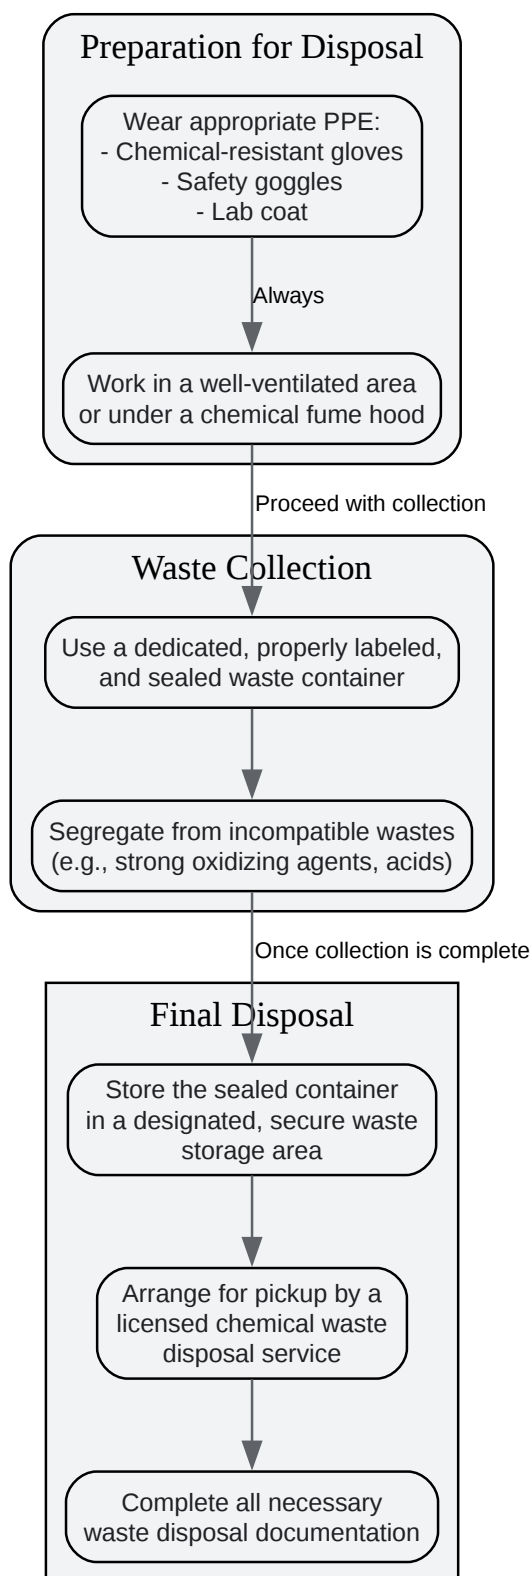 Preparation for Disposal
Wear appropriate PPE:
- Chemical-resistant gloves
- Safety goggles
- Lab coat
Always
Work in a well-ventilated area
or under a chemical fume hood
Proceed with collection
Waste Collection
Use a dedicated, properly labeled,
and sealed waste container
Segregate from incompatible wastes
(e.g., strong oxidizing agents, acids)
Once collection is complete
Final Disposal
Store the sealed container
in a designated, secure waste
storage area
Arrange for pickup by a
licensed chemical waste
disposal service
Complete all necessary
waste disposal documentation